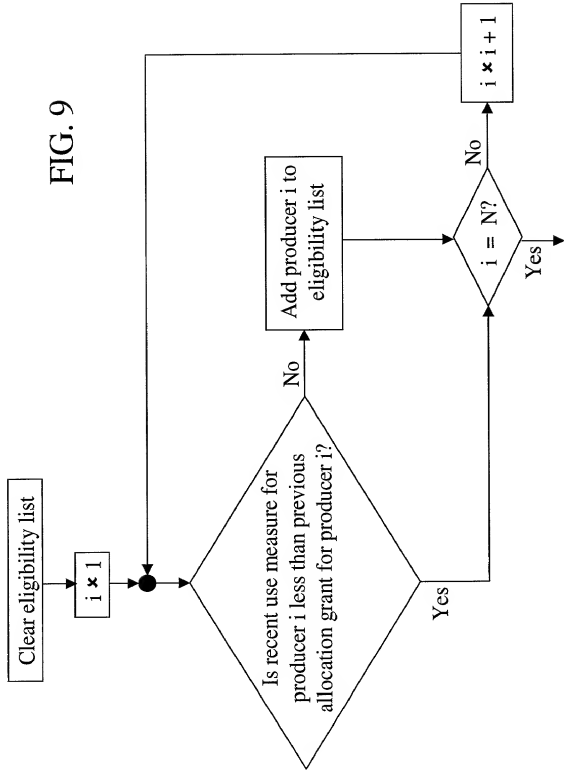 FIG. 9
Clear eligibility list
i × 1
Is recent use measure for
producer i less than previous
allocation grant for producer i?
No
Yes
Add producer i to
eligibility list
i = N?
No
Yes
i × i + 1